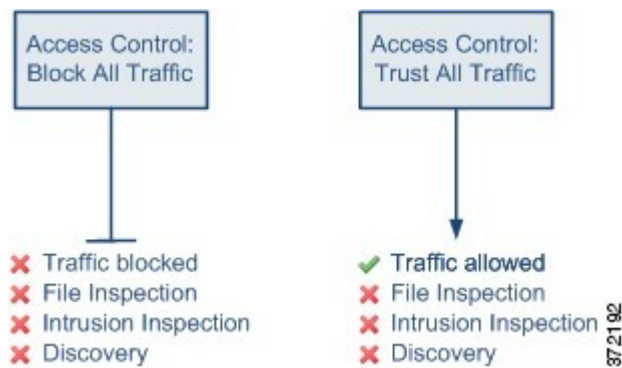 Access Control:
Block All Traffic
Traffic blocked
File Inspection
Intrusion Inspection
Discovery
Access Control:
Trust All Traffic
Traffic allowed
File Inspection
Intrusion Inspection
Discovery
372192